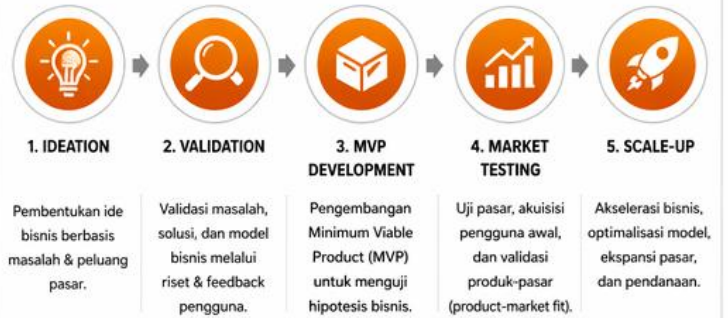 1. IDEATION
Pembentukan ide
bisnis berbasis
masalah & peluang
pasar.
2. VALIDATION
Validasi masalah,
solusi, dan model
bisnis melalui
riset & feedback
pengguna.
3. MVP
DEVELOPMENT
Pengembangan
Minimum Viable
Product (MVP)
untuk menguji
hipotesis bisnis.
4. MARKET
TESTING
Uji pasar, akuisisi
pengguna awal,
dan validasi
produk-pasar
(product-market fit).
5. SCALE-UP
Akselerasi bisnis,
optimalisasi model,
ekspansi pasar,
dan pendanaan.